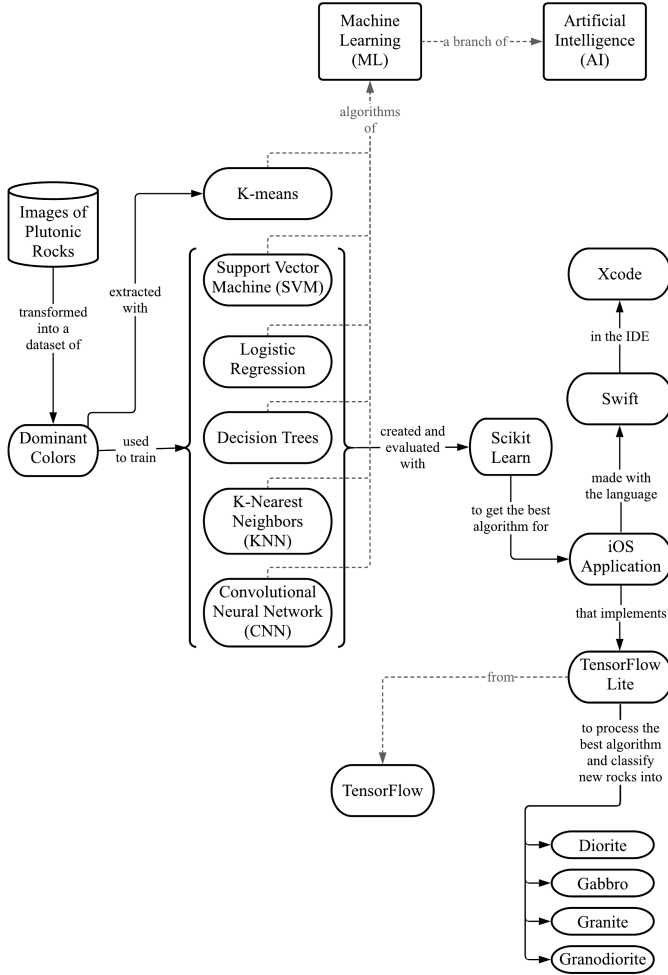 Machine
Learning
(ML)
a branch of
Artificial
Intelligence
(AI)
algorithms
of
K-means
Images of
Plutonic
Rocks
extracted
with
transformed
into a
dataset of
Support Vector
Machine (SVM)
Logistic
Regression
Decision Trees
K-Nearest
Neighbors
(KNN)
Convolutional
Neural Network
(CNN)
Dominant
Colors
used
to train
created and
evaluated
with
Scikit
Learn
to get the best
algorithm for
Xcode
in the IDE
Swift
made with
the language
iOS
Application
that implements
TensorFlow
Lite
from
TensorFlow
to process the
best algorithm
and classify
new rocks into
Diorite
Gabbro
Granite
Granodiorite